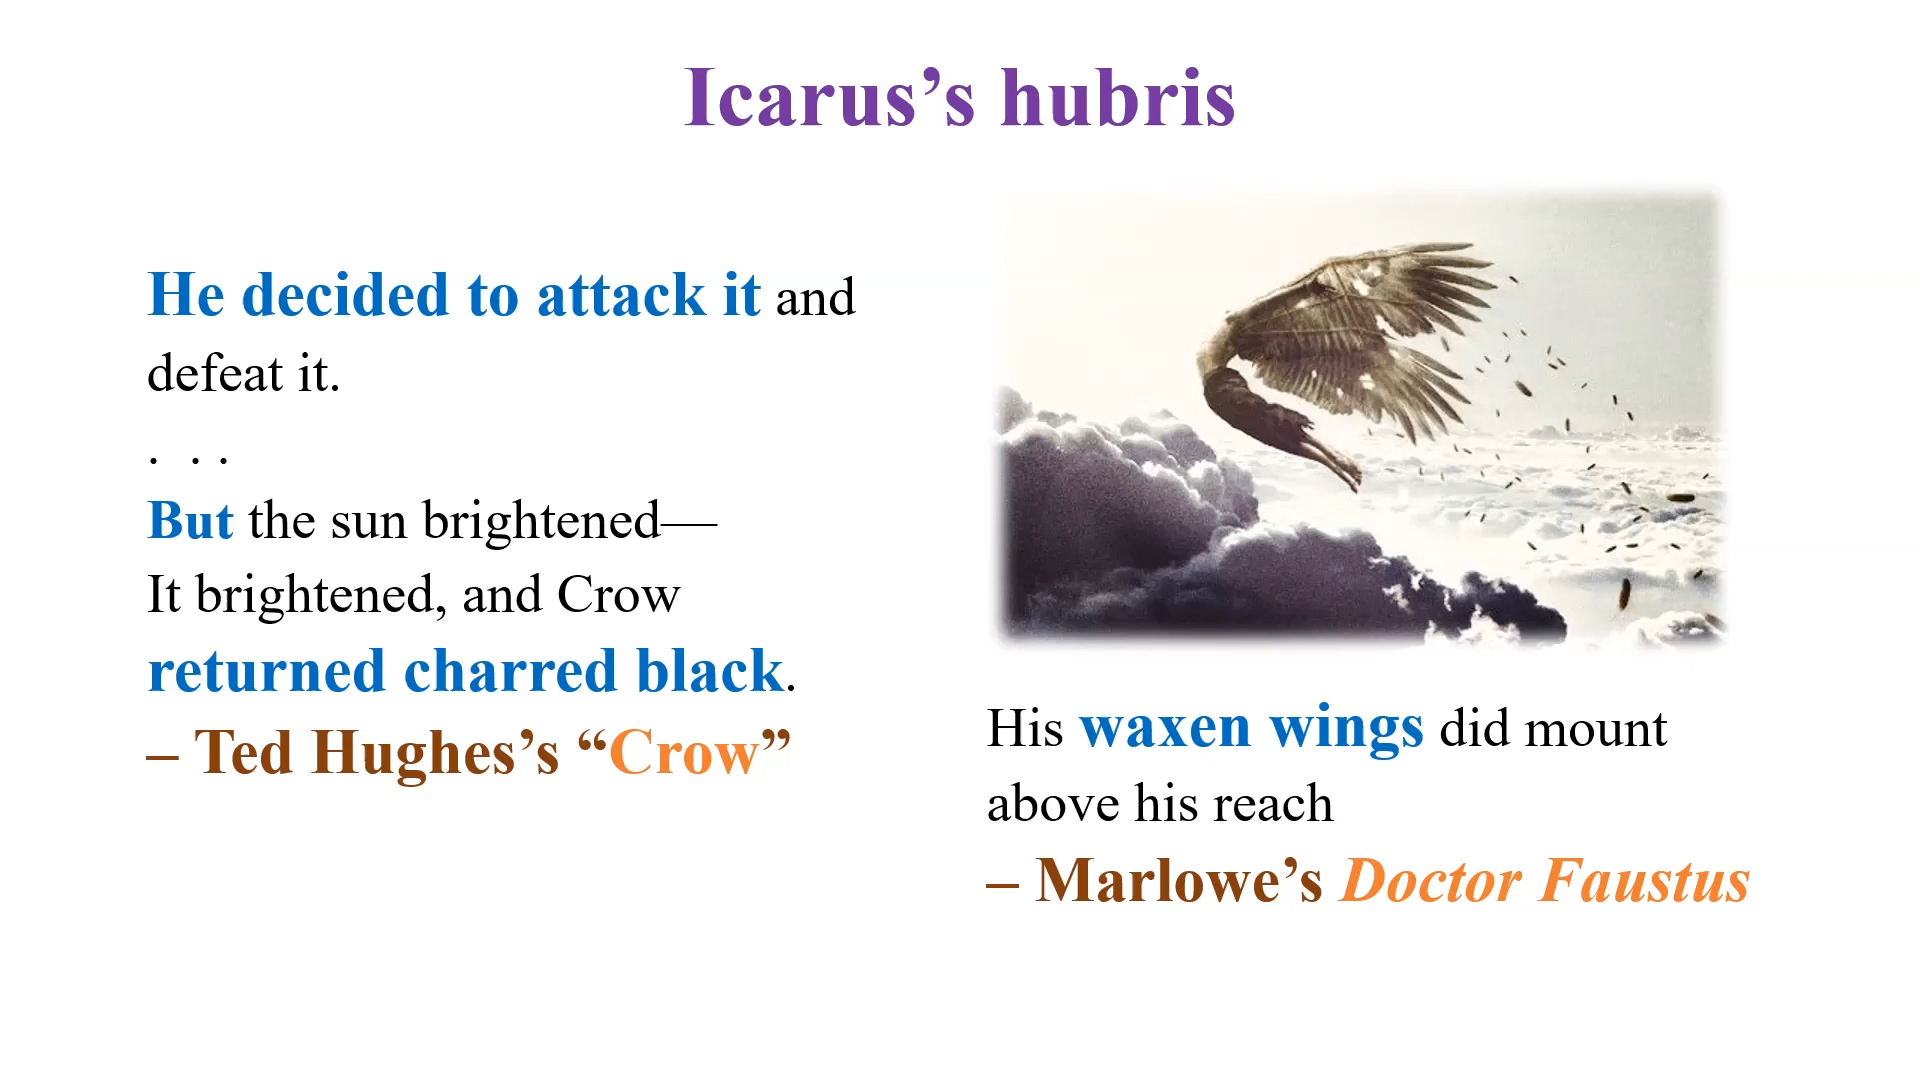 Icarus’s hubris
He decided to attack it and
defeat it.
. . .
But the sun brightened—
It brightened, and Crow
returned charred black.
– Ted Hughes’s “Crow”
His waxen wings did mount
above his reach
– Marlowe’s Doctor Faustus